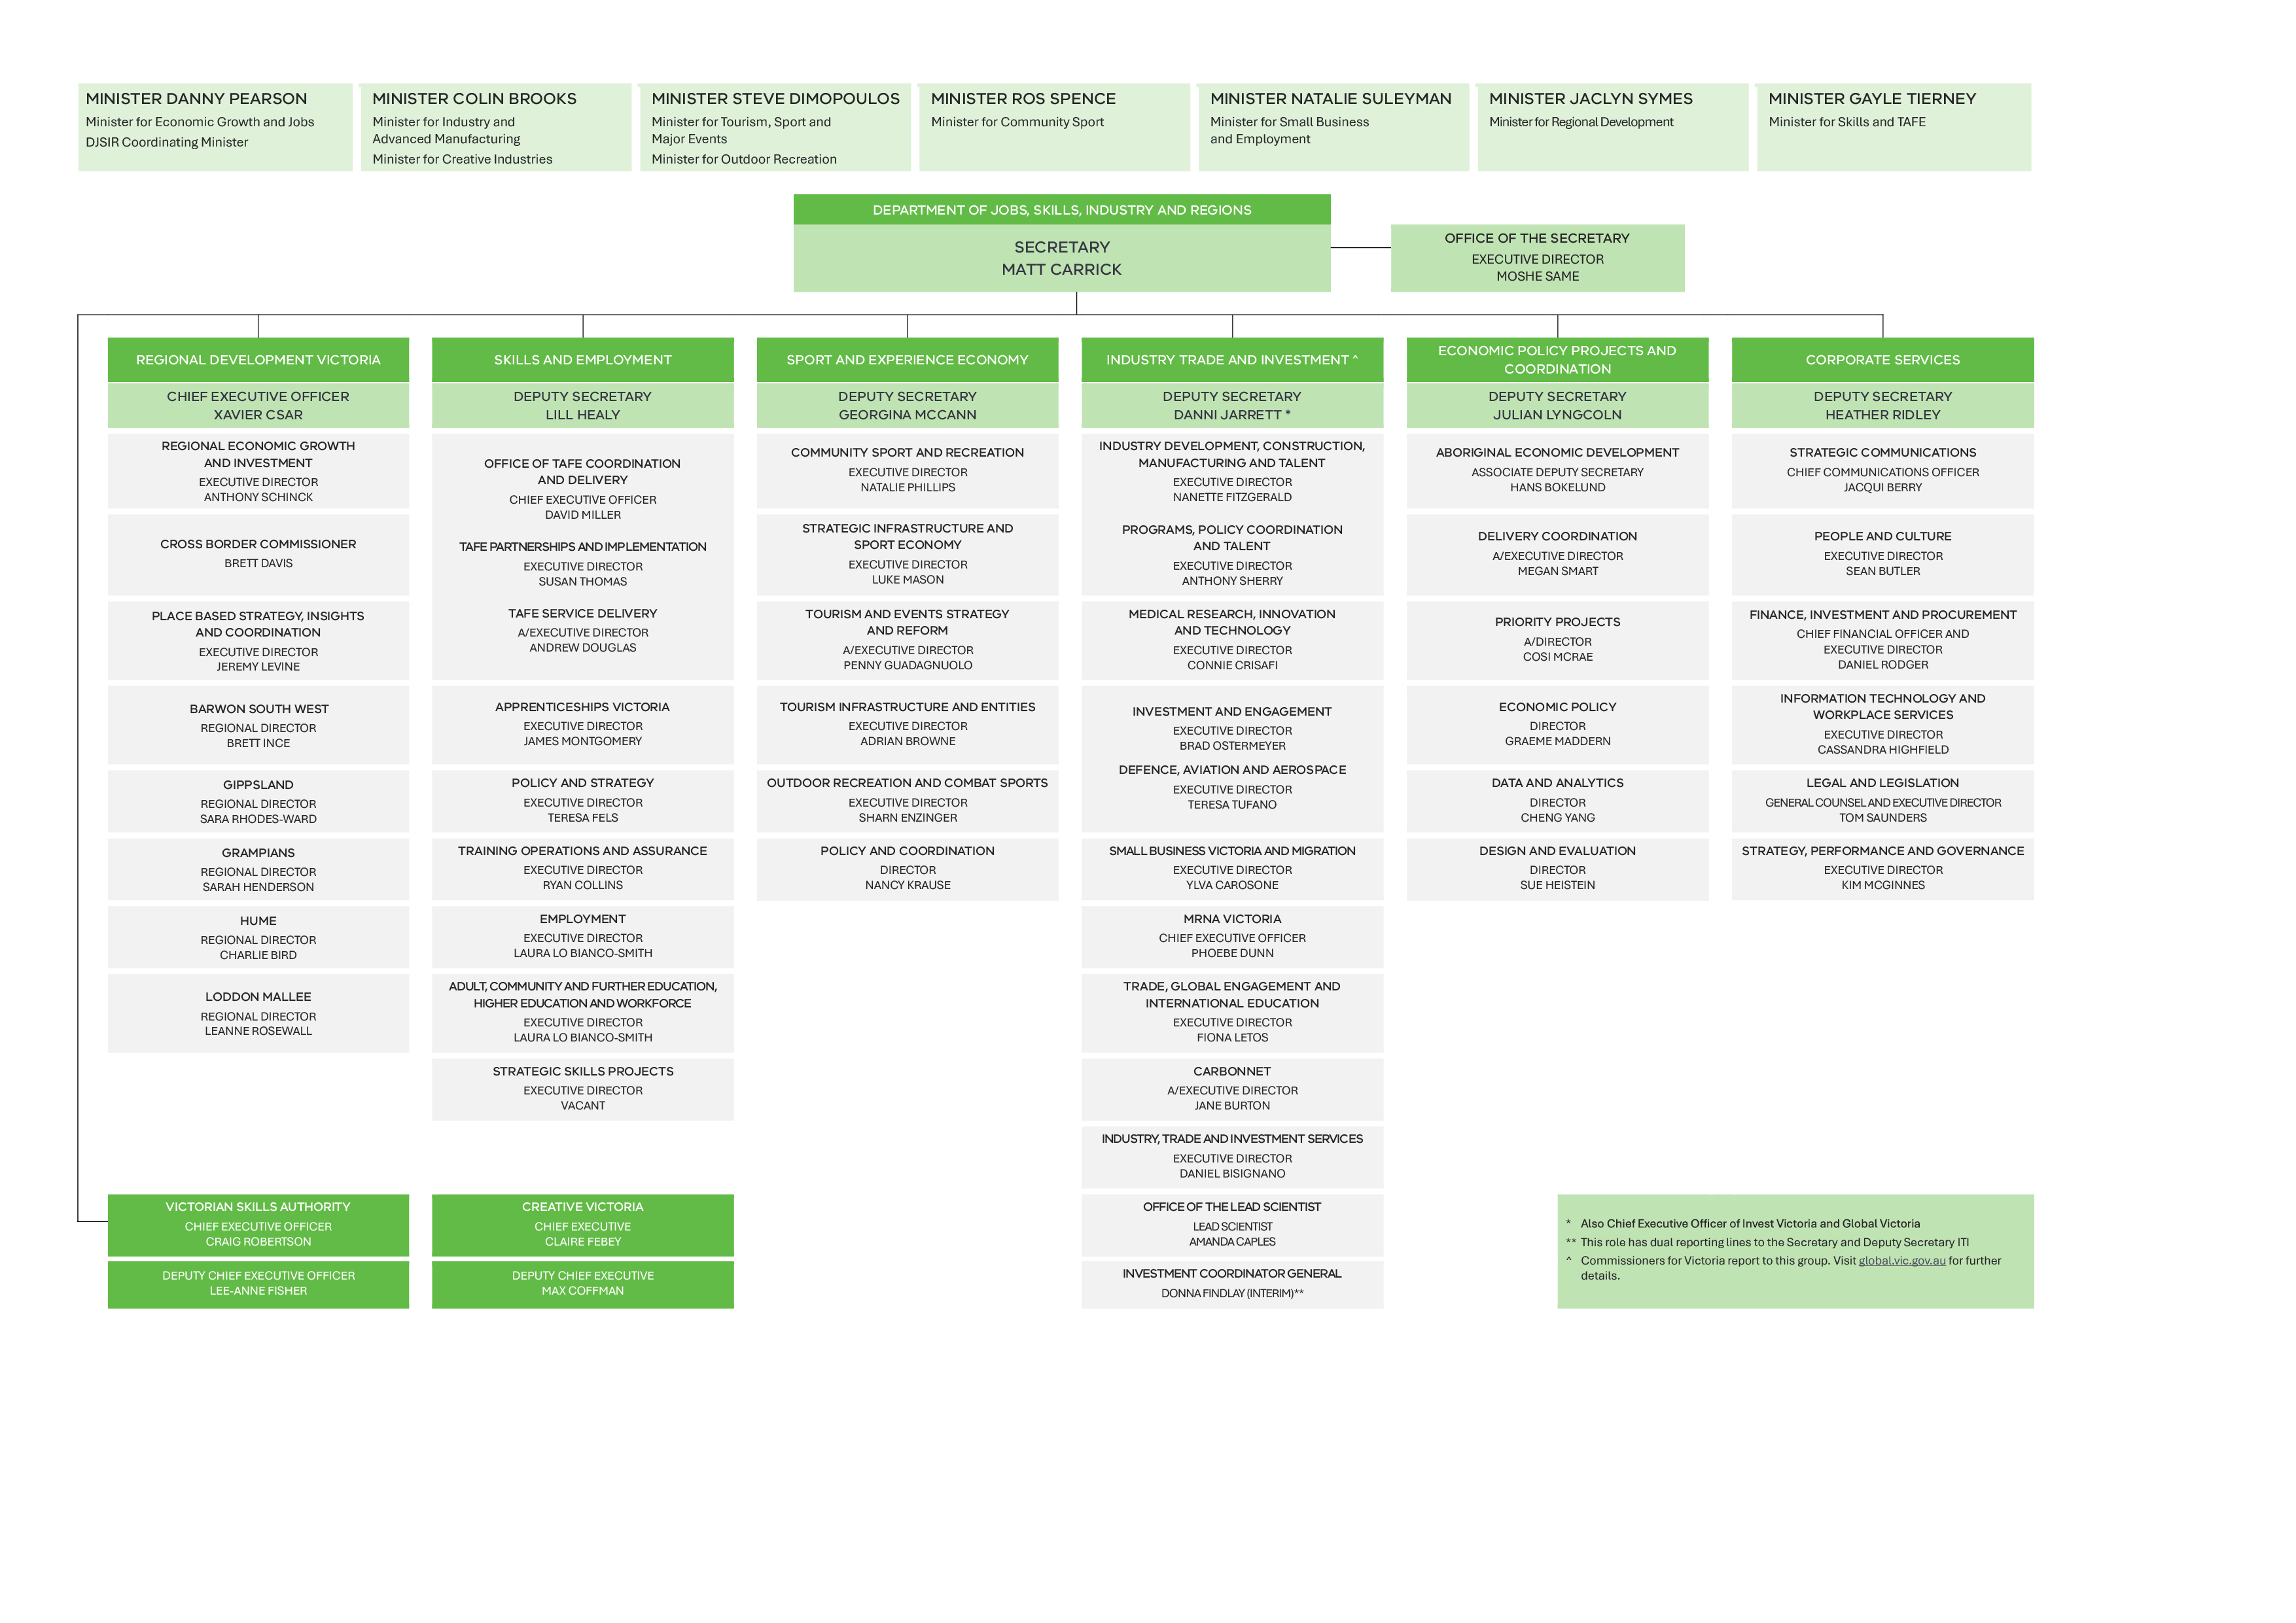 MINISTER DANNY PEARSON
Minister for Economic Growth and Jobs
DJSIR Coordinating Minister
MINISTER COLIN BROOKS
Minister for Industry and
Advanced Manufacturing
Minister for Creative Industries
MINISTER STEVE DIMOPOULOS
Minister for Tourism, Sport and
Major Events
Minister for Outdoor Recreation
MINISTER ROS SPENCE
Minister for Community Sport
MINISTER NATALIE SULEYMAN
Minister for Small Business
and Employment
MINISTER JACLYN SYMES
Minister for Regional Development
MINISTER GAYLE TIERNEY
Minister for Skills and TAFE
DEPARTMENT OF JOBS, SKILLS, INDUSTRY AND REGIONS
SECRETARY
MATT CARRICK
OFFICE OF THE SECRETARY
EXECUTIVE DIRECTOR
MOSHE SAME
REGIONAL DEVELOPMENT VICTORIA
CHIEF EXECUTIVE OFFICER
XAVIER CSAR
REGIONAL ECONOMIC GROWTH
AND INVESTMENT
EXECUTIVE DIRECTOR
ANTHONY SCHINCK
CROSS BORDER COMMISSIONER
BRETT DAVIS
PLACE BASED STRATEGY, INSIGHTS
AND COORDINATION
EXECUTIVE DIRECTOR
JEREMY LEVINE
BARWON SOUTH WEST
REGIONAL DIRECTOR
BRETT INCE
GIPPSLAND
REGIONAL DIRECTOR
SARA RHODES-WARD
GRAMPIANS
REGIONAL DIRECTOR
SARAH HENDERSON
HUME
REGIONAL DIRECTOR
CHARLIE BIRD
LODDON MALLEE
REGIONAL DIRECTOR
LEANNE ROSEWALL
VICTORIAN SKILLS AUTHORITY
CHIEF EXECUTIVE OFFICER
CRAIG ROBERTSON
DEPUTY CHIEF EXECUTIVE OFFICER
LEE-ANNE FISHER
SKILLS AND EMPLOYMENT
DEPUTY SECRETARY
LILL HEALY
OFFICE OF TAFE COORDINATION
AND DELIVERY
CHIEF EXECUTIVE OFFICER
DAVID MILLER
TAFE PARTNERSHIPS AND IMPLEMENTATION
EXECUTIVE DIRECTOR
SUSAN THOMAS
TAFE SERVICE DELIVERY
A/EXECUTIVE DIRECTOR
ANDREW DOUGLAS
APPRENTICESHIPS VICTORIA
EXECUTIVE DIRECTOR
JAMES MONTGOMERY
POLICY AND STRATEGY
EXECUTIVE DIRECTOR
TERESA FELS
TRAINING OPERATIONS AND ASSURANCE
EXECUTIVE DIRECTOR
RYAN COLLINS
EMPLOYMENT
EXECUTIVE DIRECTOR
LAURA LO BIANCO-SMITH
ADULT, COMMUNITY AND FURTHER EDUCATION,
HIGHER EDUCATION AND WORKFORCE
EXECUTIVE DIRECTOR
LAURA LO BIANCO-SMITH
STRATEGIC SKILLS PROJECTS
EXECUTIVE DIRECTOR
VACANT
CREATIVE VICTORIA
CHIEF EXECUTIVE
CLAIRE FEBEY
DEPUTY CHIEF EXECUTIVE
MAX COFFMAN
SPORT AND EXPERIENCE ECONOMY
DEPUTY SECRETARY
GEORGINA MCCANN
COMMUNITY SPORT AND RECREATION
EXECUTIVE DIRECTOR
NATALIE PHILLIPS
STRATEGIC INFRASTRUCTURE AND
SPORT ECONOMY
EXECUTIVE DIRECTOR
LUKE MASON
TOURISM AND EVENTS STRATEGY
AND REFORM
A/EXECUTIVE DIRECTOR
PENNY GUADAGNUOLO
TOURISM INFRASTRUCTURE AND ENTITIES
EXECUTIVE DIRECTOR
ADRIAN BROWNE
OUTDOOR RECREATION AND COMBAT SPORTS
EXECUTIVE DIRECTOR
SHARN ENZINGER
POLICY AND COORDINATION
DIRECTOR
NANCY KRAUSE
INDUSTRY TRADE AND INVESTMENT ^
DEPUTY SECRETARY
DANNI JARRETT *
INDUSTRY DEVELOPMENT, CONSTRUCTION,
MANUFACTURING AND TALENT
EXECUTIVE DIRECTOR
NANETTE FITZGERALD
PROGRAMS, POLICY COORDINATION
AND TALENT
EXECUTIVE DIRECTOR
ANTHONY SHERRY
MEDICAL RESEARCH, INNOVATION
AND TECHNOLOGY
EXECUTIVE DIRECTOR
CONNIE CRISAFI
INVESTMENT AND ENGAGEMENT
EXECUTIVE DIRECTOR
BRAD OSTERMEYER
DEFENCE, AVIATION AND AEROSPACE
EXECUTIVE DIRECTOR
TERESA TUFANO
SMALL BUSINESS VICTORIA AND MIGRATION
EXECUTIVE DIRECTOR
YLVA CAROSONE
MRNA VICTORIA
CHIEF EXECUTIVE OFFICER
PHOEBE DUNN
TRADE, GLOBAL ENGAGEMENT AND
INTERNATIONAL EDUCATION
EXECUTIVE DIRECTOR
FIONA LETOS
CARBONNET
A/EXECUTIVE DIRECTOR
JANE BURTON
INDUSTRY, TRADE AND INVESTMENT SERVICES
EXECUTIVE DIRECTOR
DANIEL BISIGNANO
OFFICE OF THE LEAD SCIENTIST
LEAD SCIENTIST
AMANDA CAPLES
INVESTMENT COORDINATOR GENERAL
DONNA FINDLAY (INTERIM)**
ECONOMIC POLICY PROJECTS AND
COORDINATION
DEPUTY SECRETARY
JULIAN LYNGCOLN
ABORIGINAL ECONOMIC DEVELOPMENT
ASSOCIATE DEPUTY SECRETARY
HANS BOKELUND
DELIVERY COORDINATION
A/EXECUTIVE DIRECTOR
MEGAN SMART
PRIORITY PROJECTS
A/DIRECTOR
COSI MCRAE
ECONOMIC POLICY
DIRECTOR
GRAEME MADDERN
DATA AND ANALYTICS
DIRECTOR
CHENG YANG
DESIGN AND EVALUATION
DIRECTOR
SUE HEISTEIN
CORPORATE SERVICES
DEPUTY SECRETARY
HEATHER RIDLEY
STRATEGIC COMMUNICATIONS
CHIEF COMMUNICATIONS OFFICER
JACQUI BERRY
PEOPLE AND CULTURE
EXECUTIVE DIRECTOR
SEAN BUTLER
FINANCE, INVESTMENT AND PROCUREMENT
CHIEF FINANCIAL OFFICER AND
EXECUTIVE DIRECTOR
DANIEL RODGER
INFORMATION TECHNOLOGY AND
WORKPLACE SERVICES
EXECUTIVE DIRECTOR
CASSANDRA HIGHFIELD
LEGAL AND LEGISLATION
GENERAL COUNSEL AND EXECUTIVE DIRECTOR
TOM SAUNDERS
STRATEGY, PERFORMANCE AND GOVERNANCE
EXECUTIVE DIRECTOR
KIM MCGINNES
* Also Chief Executive Officer of Invest Victoria and Global Victoria
** This role has dual reporting lines to the Secretary and Deputy Secretary ITI
^ Commissioners for Victoria report to this group. Visit global.vic.gov.au for further
details.